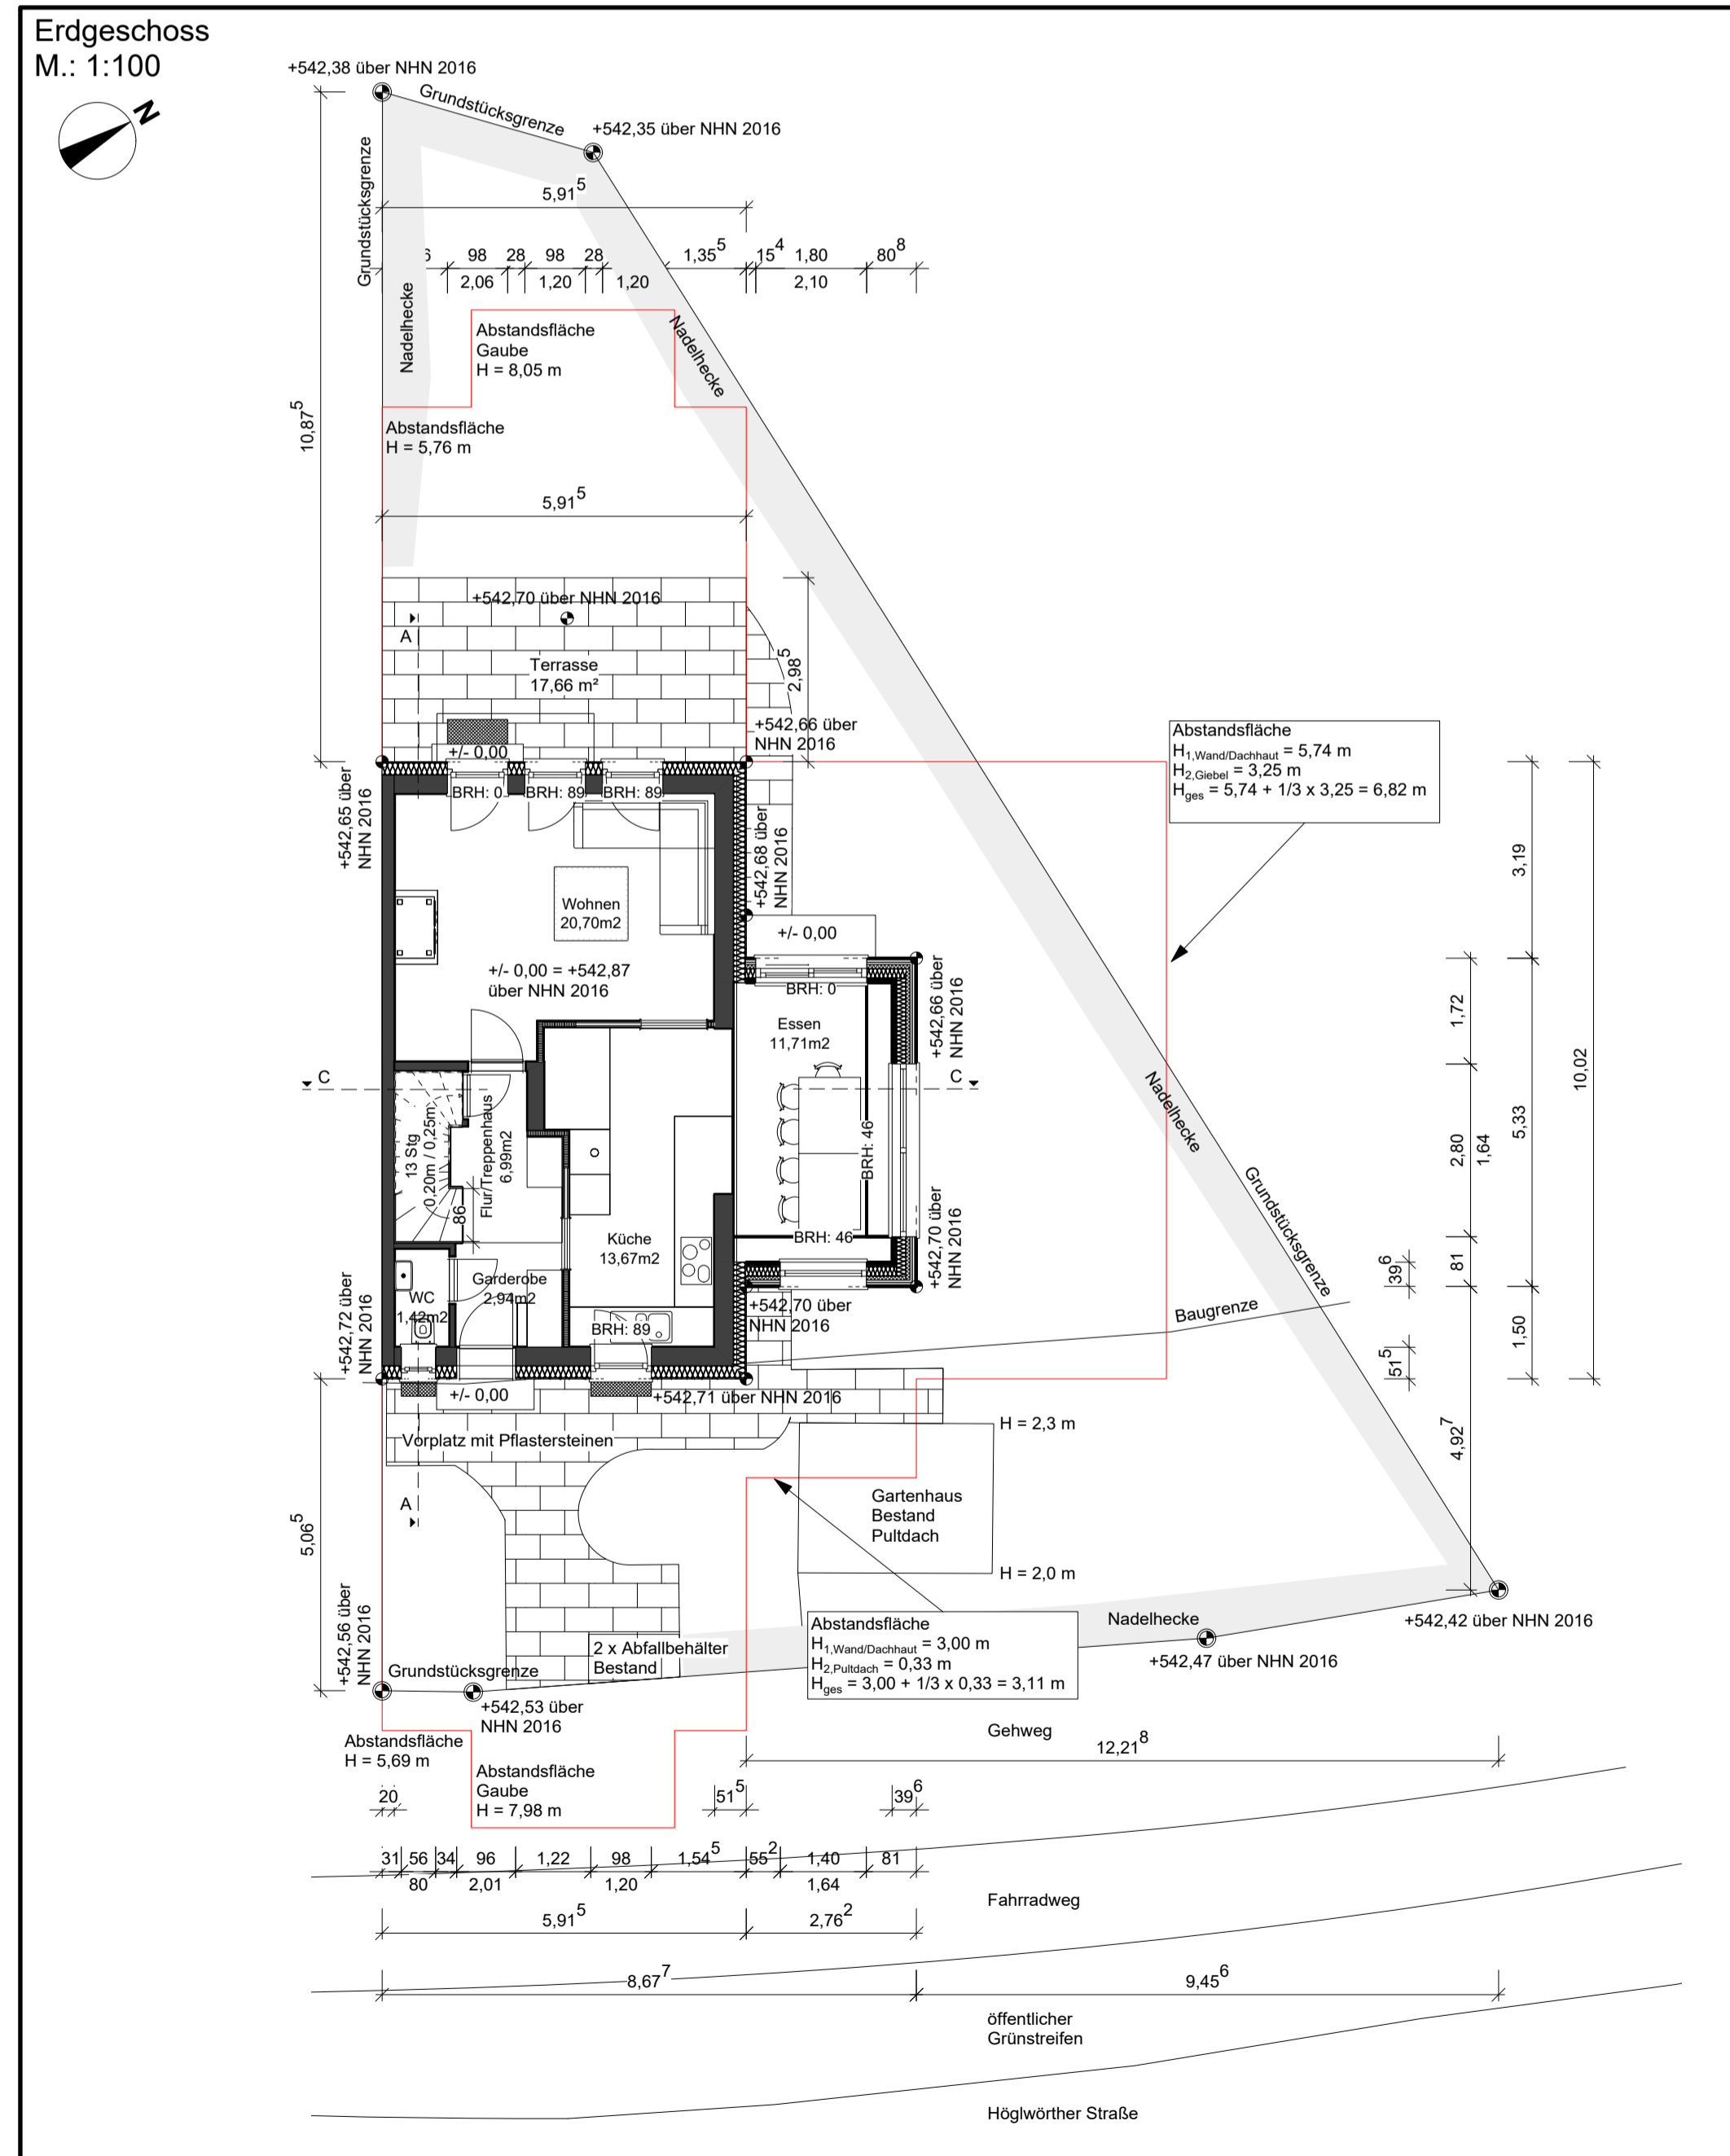 Erdgeschoss
M.: 1:100
N
+542,38 über NHN 2016
Grundstücksgrenze
+542,35 über NHN 2016
Grundstücksgrenze
5,91⁵
98 28 98 28 1,35⁵ 15⁴ 1,80 80⁸
2,06 1,20 1,20 2,10
Nadelhecke
Nadelhecke
Abstandsfläche
Gaube
H = 8,05 m
10,87⁵
Abstandsfläche
H = 5,76 m
5,91⁵
+542,70 über NHN 2016
A
Terrasse
17,66 m²
2,98⁵
+542,66 über
NHN 2016
+/- 0,00
Abstandsfläche
H1,Wand/Dachhaut = 5,74 m
H2,Giebel = 3,25 m
Hges = 5,74 + 1/3 x 3,25 = 6,82 m
BRH: 0 BRH: 89 BRH: 89
+542,65 über
NHN 2016
+542,68 über
NHN 2016
3,19
Wohnen
20,70m2
+/- 0,00
+/- 0,00 = +542,87
über NHN 2016
BRH: 0
+542,66 über
NHN 2016
1,72
Essen
11,71m2
10,02
C
C
Nadelhecke
13 Stg
0,20m / 0,25m
Flur/Treppenhaus
6,99m2
86
BRH: 46
2,80
1,64
5,33
Grundstücksgrenze
Küche
13,67m2
BRH: 46
+542,70 über
NHN 2016
81
39⁶
Garderobe
2,94m2
WC
1,42m2
+542,72 über
NHN 2016
BRH: 89
+542,70 über
NHN 2016
Baugrenze
1,50
51⁵
+/- 0,00
+542,71 über NHN 2016
H = 2,3 m
4,92⁷
Vorplatz mit Pflastersteinen
A
Gartenhaus
Bestand
Pultdach
5,06⁵
H = 2,0 m
+542,56 über
NHN 2016
Nadelhecke
+542,42 über NHN 2016
Abstandsfläche
H1,Wand/Dachhaut = 3,00 m
H2,Pultdach = 0,33 m
Hges = 3,00 + 1/3 x 0,33 = 3,11 m
2 x Abfallbehälter
Bestand
+542,47 über NHN 2016
Grundstücksgrenze
+542,53 über
NHN 2016
Gehweg
Abstandsfläche
H = 5,69 m
12,21⁸
Abstandsfläche
Gaube
H = 7,98 m
20 51⁵ 39⁶
31 56 34 96 1,22 98 1,54⁵ 55² 1,40 81
80 2,01 1,20 1,64
Fahrradweg
5,91⁵ 2,76²
8,67⁷ 9,45⁶
öffentlicher
Grünstreifen
Höglwörther Straße